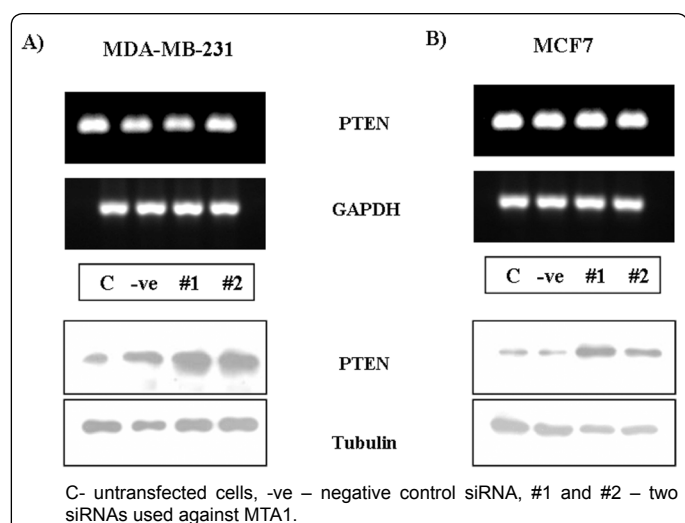 A)
MDA-MB-231
B)
MCF7
PTEN
GAPDH
C -ve #1 #2
C -ve #1 #2
PTEN
Tubulin
C- untransfected cells, -ve – negative control siRNA, #1 and #2 – two
siRNAs used against MTA1.